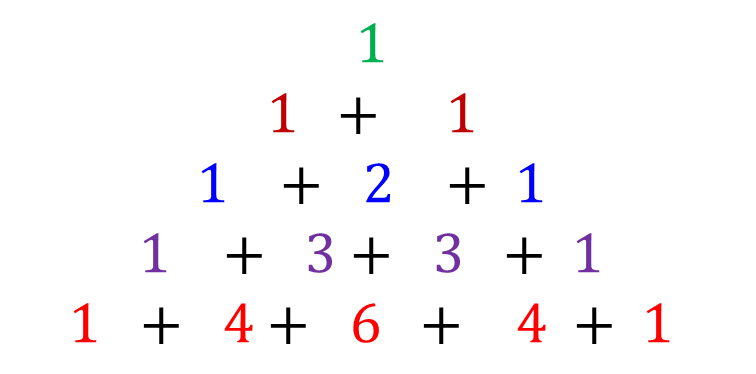 1
1 + 1
1 + 2 + 1
1 + 3 + 3 + 1
1 + 4 + 6 + 4 + 1